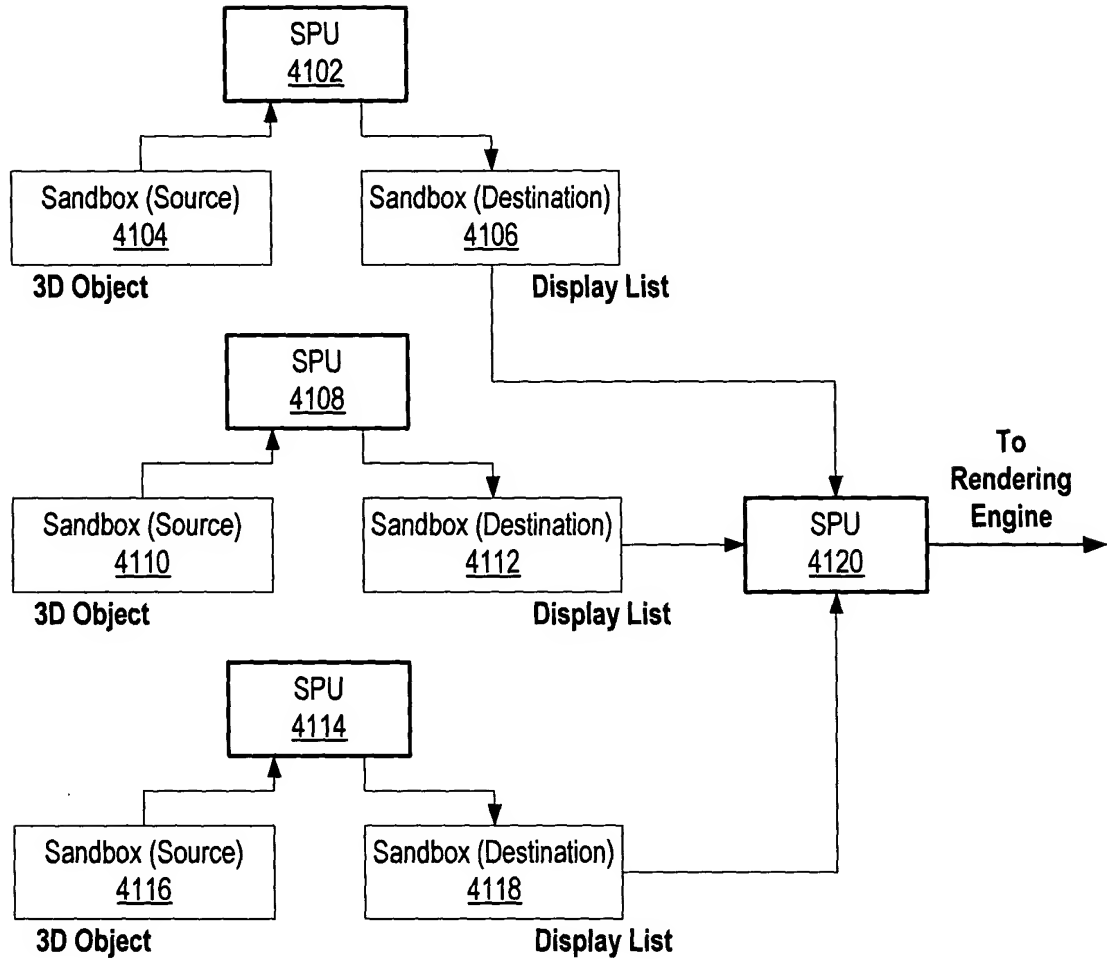 SPU
4102
Sandbox (Source)
4104
Sandbox (Destination)
4106
3D Object
Display List
SPU
4108
Sandbox (Source)
4110
Sandbox (Destination)
4112
3D Object
Display List
To
Rendering
Engine
SPU
4120
SPU
4114
Sandbox (Source)
4116
Sandbox (Destination)
4118
3D Object
Display List